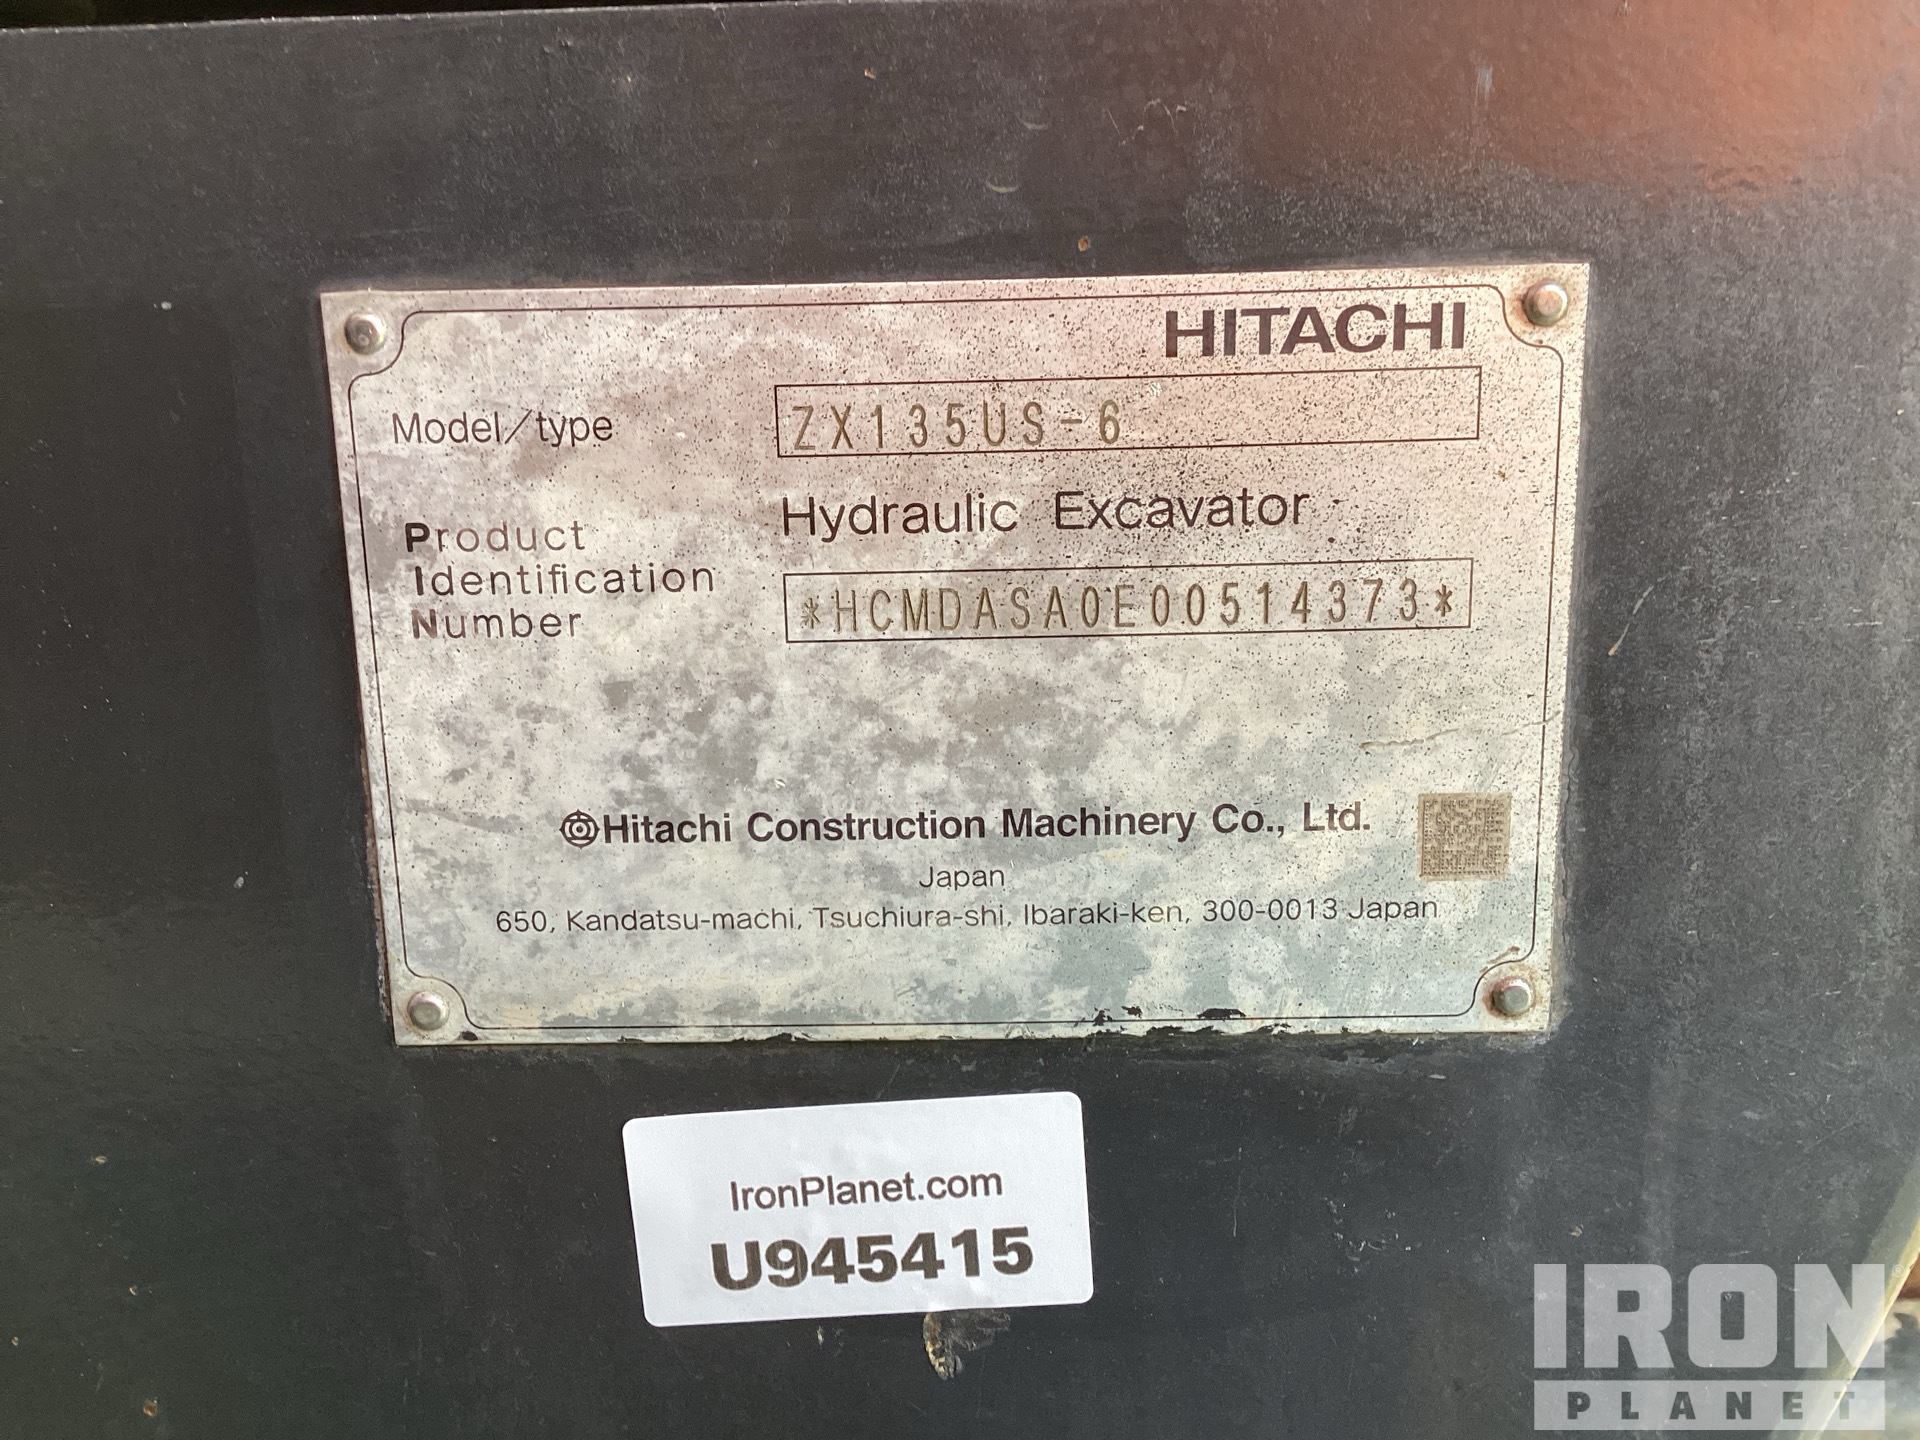 HITACHI
Model/type ZX135US-6
Hydraulic Excavator
Product
Identification
Number
*HCMDASA0E00514373*
Hitachi Construction Machinery Co., Ltd.
Japan
650, Kandatsu-machi, Tsuchiura-shi, Ibaraki-ken, 300-0013 Japan
IronPlanet.com
U945415
IRON
PLANET